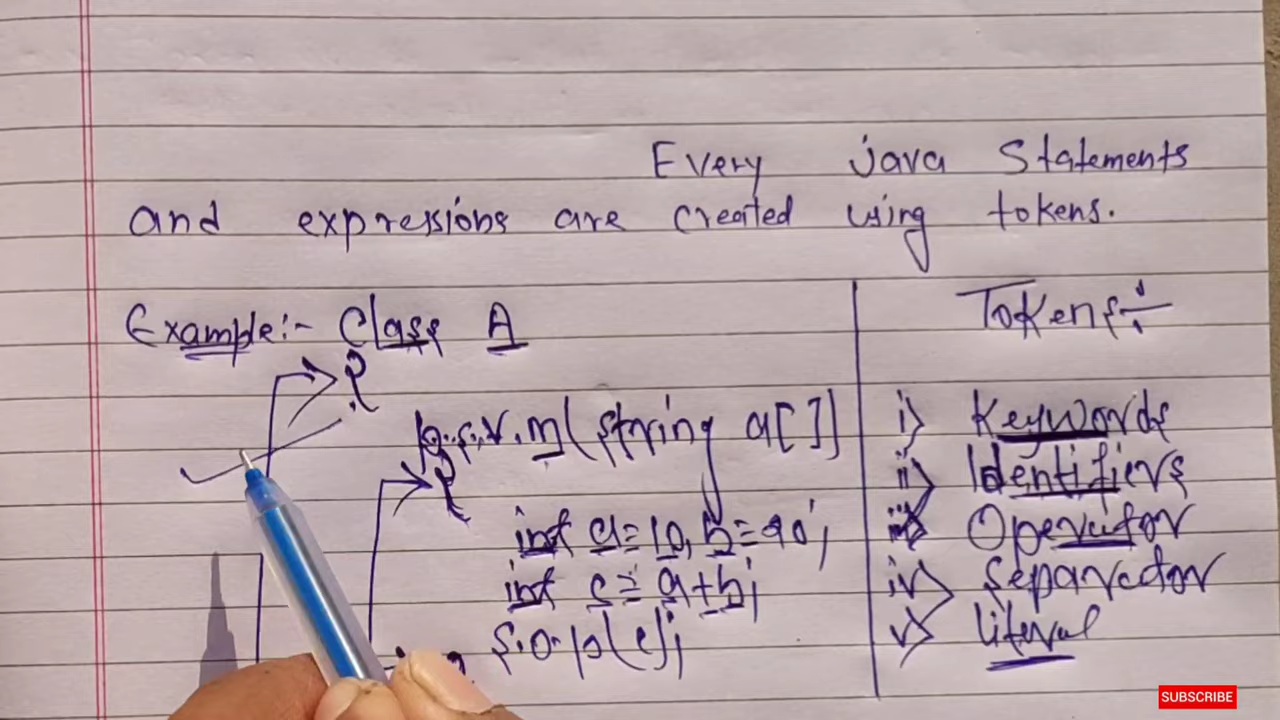 Every java Statements
and expressions are created using tokens.
Example:- Class A
{
p.s.v.m(string a[])
{
int a=10, b=90;
int c = a+b;
s.o.p(c);
Tokens:-
i) Keywords
ii) Identifiers
iii) Operator
iv) Separator
v) literal
SUBSCRIBE